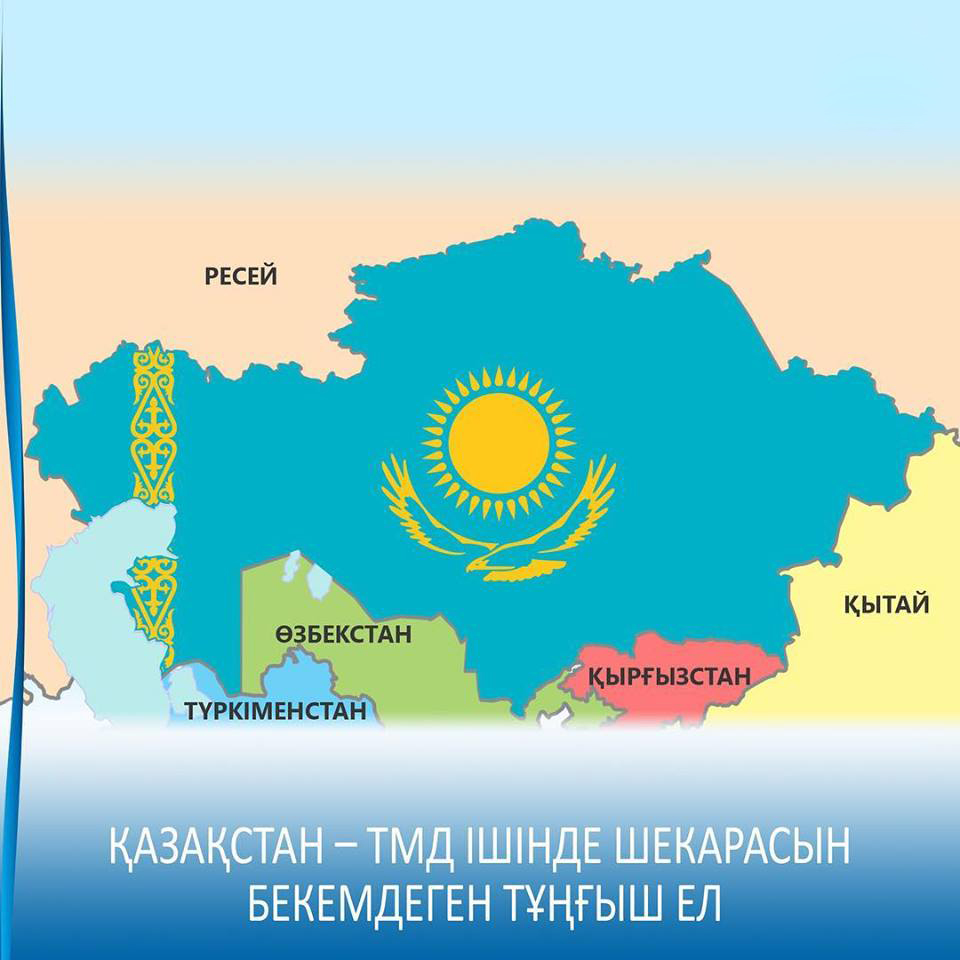 РЕСЕЙ
ҚЫТАЙ
ӨЗБЕКСТАН
ҚЫРҒЫЗСТАН
ТҮРКІМЕНСТАН
ҚАЗАҚСТАН – ТМД ІШІНДЕ ШЕКАРАСЫН
БЕКЕМДЕГЕН ТҰҢҒЫШ ЕЛ